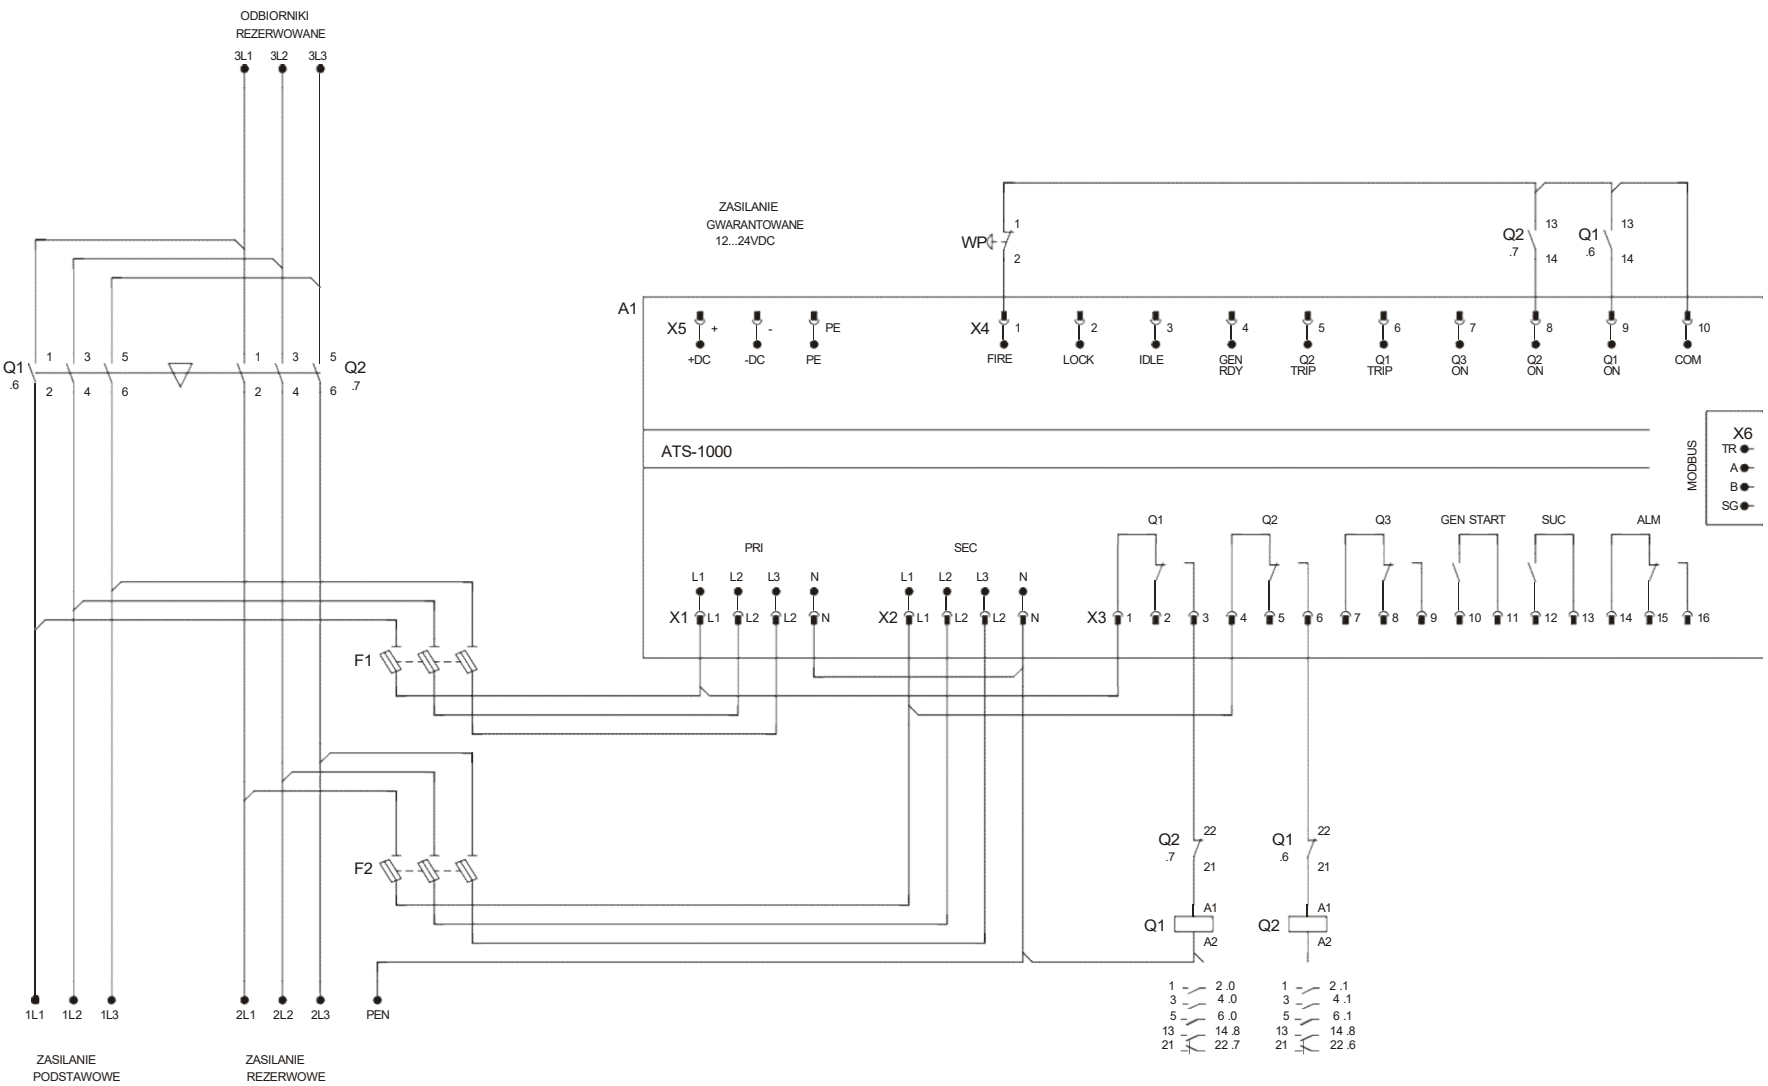 ODBIORNIKI
REZERWOWANE
3L1 3L2 3L3
ZASILANIE
GWARANTOWANE
12...24VDC
WP
1
2
Q2
.7
13
14
Q1
.6
13
14
A1
X5 + - PE
+DC -DC PE
X4 1 2 3 4 5 6 7 8 9 10
FIRE LOCK IDLE GEN RDY Q2 TRIP Q1 TRIP Q3 ON Q2 ON Q1 ON COM
Q1
.6
1 3 5
2 4 6
1 3 5
2 4 6
Q2
.7
ATS-1000
MODBUS
X6
TR
A
B
SG
Q1 Q2 Q3 GEN START SUC ALM
PRI SEC
L1 L2 L3 N L1 L2 L3 N
X1 L1 L2 L2 N X2 L1 L2 L2 N X3 1 2 3 4 5 6 7 8 9 10 11 12 13 14 15 16
F1
F2
Q2
.7
22
21
Q1
.6
22
21
Q1
A1
A2
Q2
A1
A2
1L1 1L2 1L3 2L1 2L2 2L3 PEN
1 2 .0
3 4 .0
5 6 .0
13 14 .8
21 22 .7
1 2 .1
3 4 .1
5 6 .1
13 14 .8
21 22 .6
ZASILANIE
PODSTAWOWE
ZASILANIE
REZERWOWE